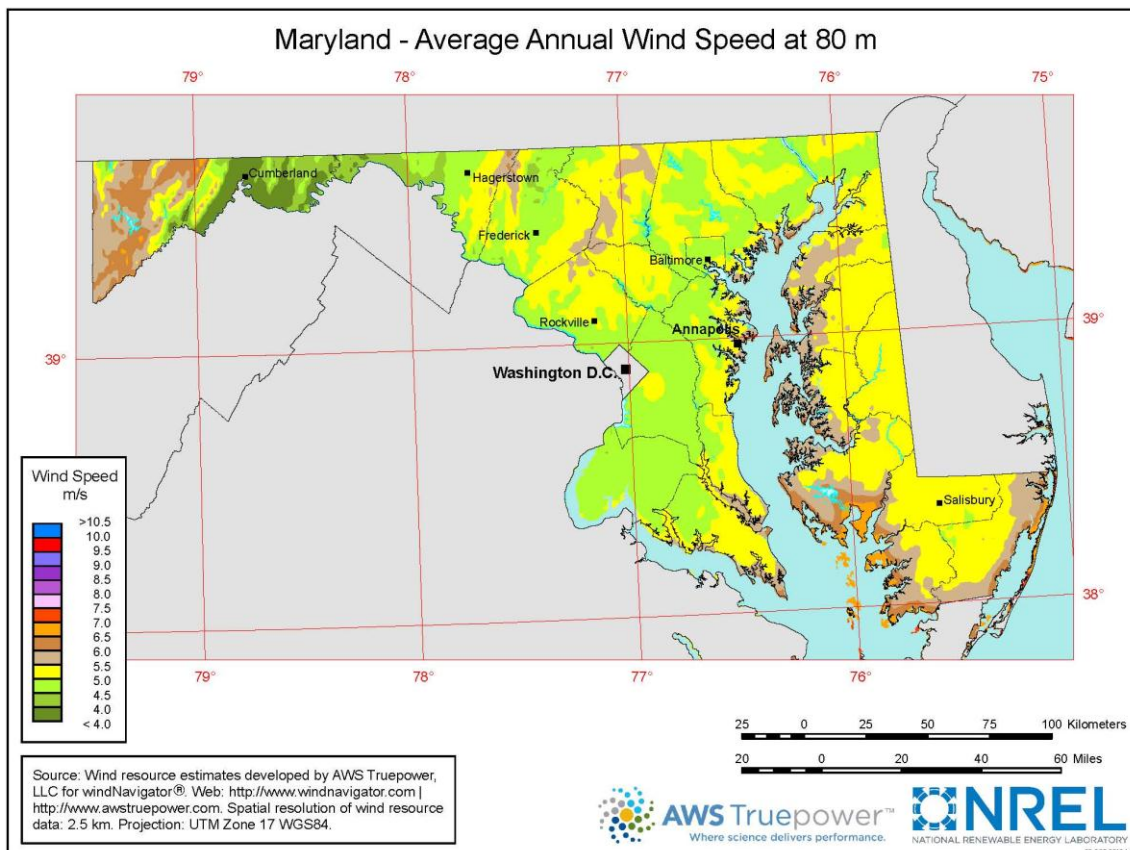 Maryland - Average Annual Wind Speed at 80 m
79°
78°
77°
76°
75°
Cumberland
Hagerstown
Frederick
Baltimore
Rockville
Annapolis
39°
39°
Washington D.C.
Salisbury
38°
79°
78°
77°
76°
Wind Speed
m/s
>10.5
10.0
9.5
9.0
8.5
8.0
7.5
7.0
6.5
6.0
5.5
5.0
4.5
< 4.0
25 0 25 50 75 100 Kilometers
20 0 20 40 60 Miles
Source: Wind resource estimates developed by AWS Truepower,
LLC for windNavigator®. Web: http://www.windnavigator.com |
http://www.awstruepower.com. Spatial resolution of wind resource
data: 2.5 km. Projection: UTM Zone 17 WGS84.
AWS Truepower™
Where science delivers performance.
NREL
NATIONAL RENEWABLE ENERGY LABORATORY